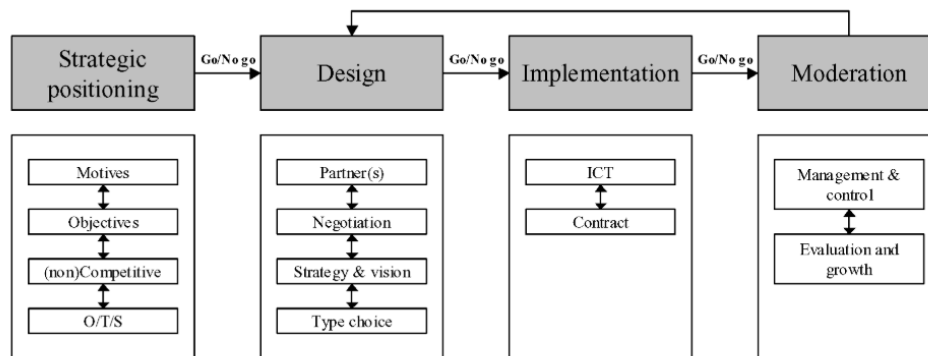 Strategic
positioning
Go/No go
Design
Go/No go
Implementation
Go/No go
Moderation
Motives
Objectives
(non)Competitive
O/T/S
Partner(s)
Negotiation
Strategy & vision
Type choice
ICT
Contract
Management &
control
Evaluation and
growth